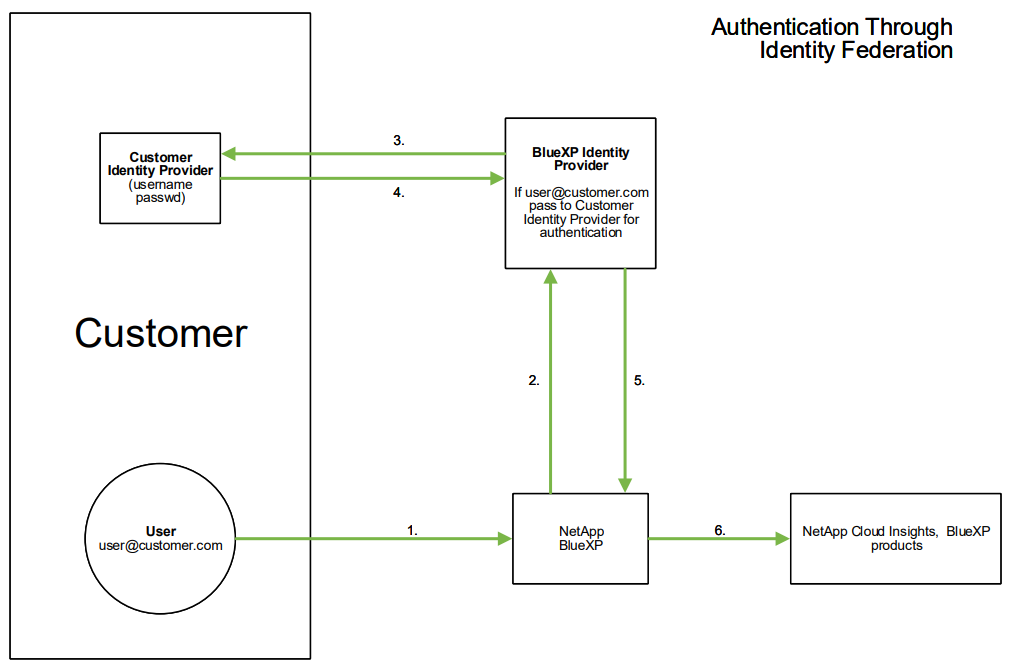 Authentication Through
Identity Federation
Customer
Identity Provider
(username
passwd)
3.
4.
BlueXP Identity
Provider
If user@customer.com
pass to Customer
Identity Provider for
authentication
Customer
2.
5.
User
user@customer.com
1.
NetApp
BlueXP
6.
NetApp Cloud Insights, BlueXP
products